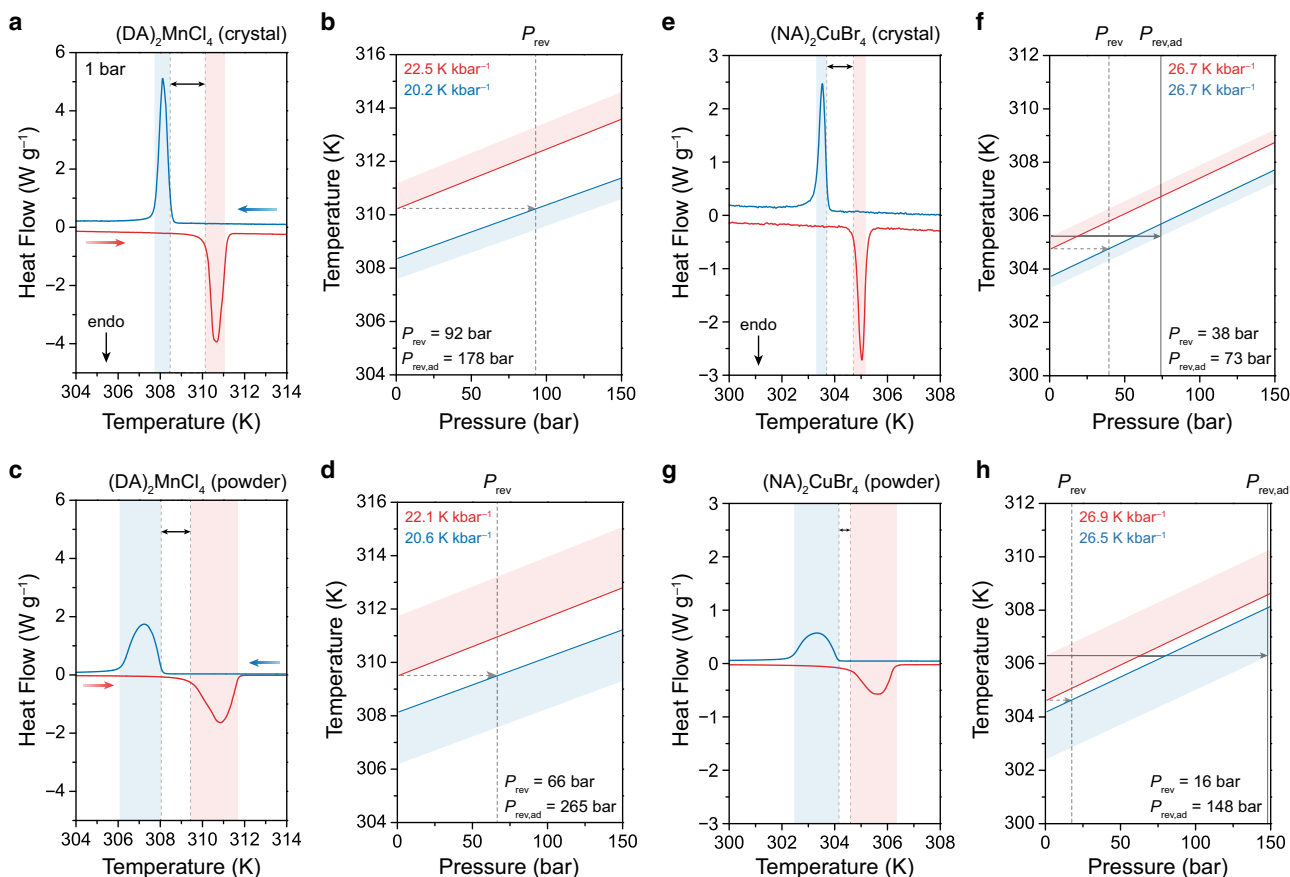 a
(DA)2MnCl4 (crystal)
1 bar
endo
6
4
2
0
−2
−4
304 306 308 310 312 314
Heat Flow (W g⁻¹)
Temperature (K)
b
Prev
22.5 K kbar⁻¹
20.2 K kbar⁻¹
Prev = 92 bar
Prev,ad = 178 bar
316
314
312
310
308
306
304
0 50 100 150
Temperature (K)
Pressure (bar)
e
(NA)2CuBr4 (crystal)
endo
3
2
1
0
−1
−2
−3
300 302 304 306 308
Heat Flow (W g⁻¹)
Temperature (K)
f
Prev Prev,ad
26.7 K kbar⁻¹
26.7 K kbar⁻¹
Prev = 38 bar
Prev,ad = 73 bar
312
310
308
306
304
302
300
0 50 100 150
Temperature (K)
Pressure (bar)
c
(DA)2MnCl4 (powder)
6
4
2
0
−2
−4
304 306 308 310 312 314
Heat Flow (W g⁻¹)
Temperature (K)
d
Prev
22.1 K kbar⁻¹
20.6 K kbar⁻¹
Prev = 66 bar
Prev,ad = 265 bar
316
314
312
310
308
306
304
0 50 100 150
Temperature (K)
Pressure (bar)
g
(NA)2CuBr4 (powder)
3
2
1
0
−1
−2
−3
300 302 304 306 308
Heat Flow (W g⁻¹)
Temperature (K)
h
Prev Prev,ad
26.9 K kbar⁻¹
26.5 K kbar⁻¹
Prev = 16 bar
Prev,ad = 148 bar
312
310
308
306
304
302
300
0 50 100 150
Temperature (K)
Pressure (bar)